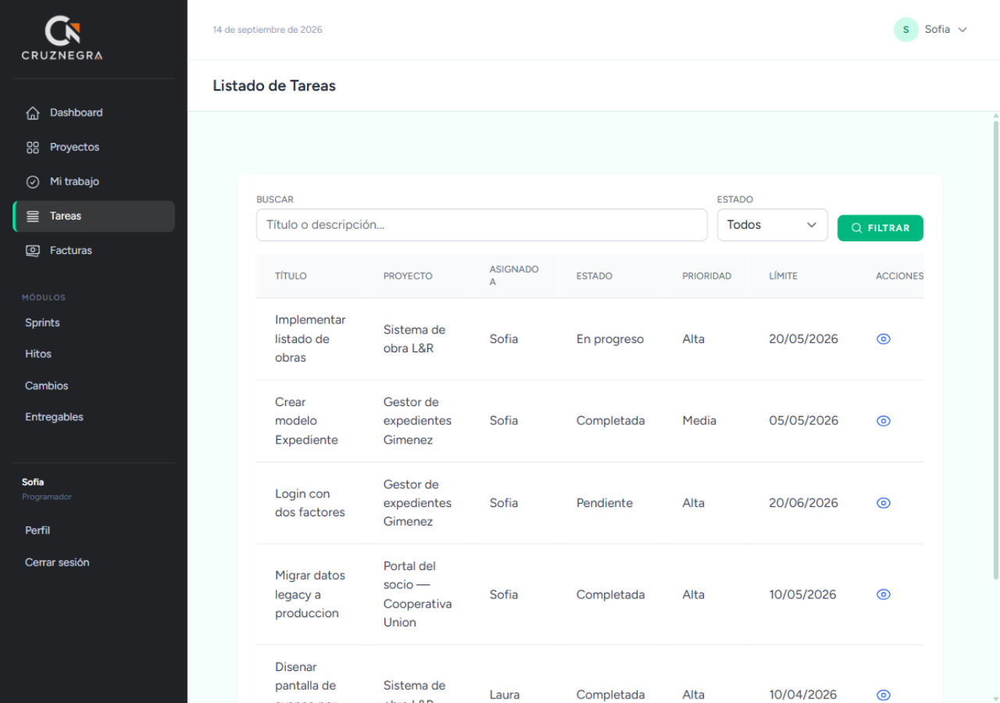 CRUZNEGRA
14 de septiembre de 2026
S
Sofia
Listado de Tareas
Dashboard
Proyectos
Mi trabajo
Tareas
Facturas
MÓDULOS
Sprints
Hitos
Cambios
Entregables
Sofia
Programador
Perfil
Cerrar sesión
BUSCAR
Título o descripción...
ESTADO
Todos
FILTRAR
TÍTULO
PROYECTO
ASIGNADO
A
ESTADO
PRIORIDAD
LÍMITE
ACCIONES
Implementar
listado de
obras
Sistema de
obra L&R
Sofia
En progreso
Alta
20/05/2026
Crear
modelo
Expediente
Gestor de
expedientes
Gimenez
Sofia
Completada
Media
05/05/2026
Login con
dos factores
Gestor de
expedientes
Gimenez
Sofia
Pendiente
Alta
20/06/2026
Migrar datos
legacy a
produccion
Portal del
socio —
Cooperativa
Union
Sofia
Completada
Alta
10/05/2026
Disenar
pantalla de
Sistema de
Laura
Completada
Alta
10/04/2026